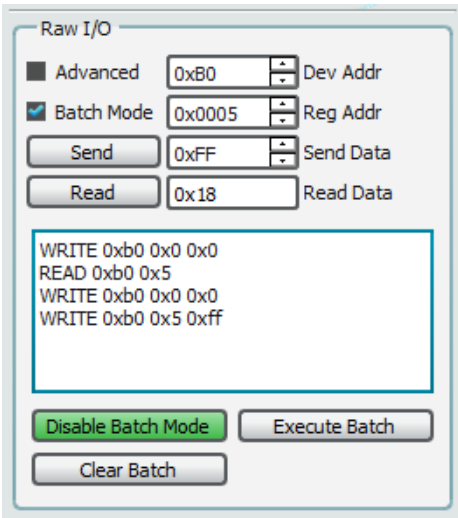 Raw I/O
Advanced 0xB0 Dev Addr
Batch Mode 0x0005 Reg Addr
Send 0xFF Send Data
Read 0x18 Read Data
WRITE 0xb0 0x0 0x0
READ 0xb0 0x5
WRITE 0xb0 0x0 0x0
WRITE 0xb0 0x5 0xff
Disable Batch Mode Execute Batch
Clear Batch